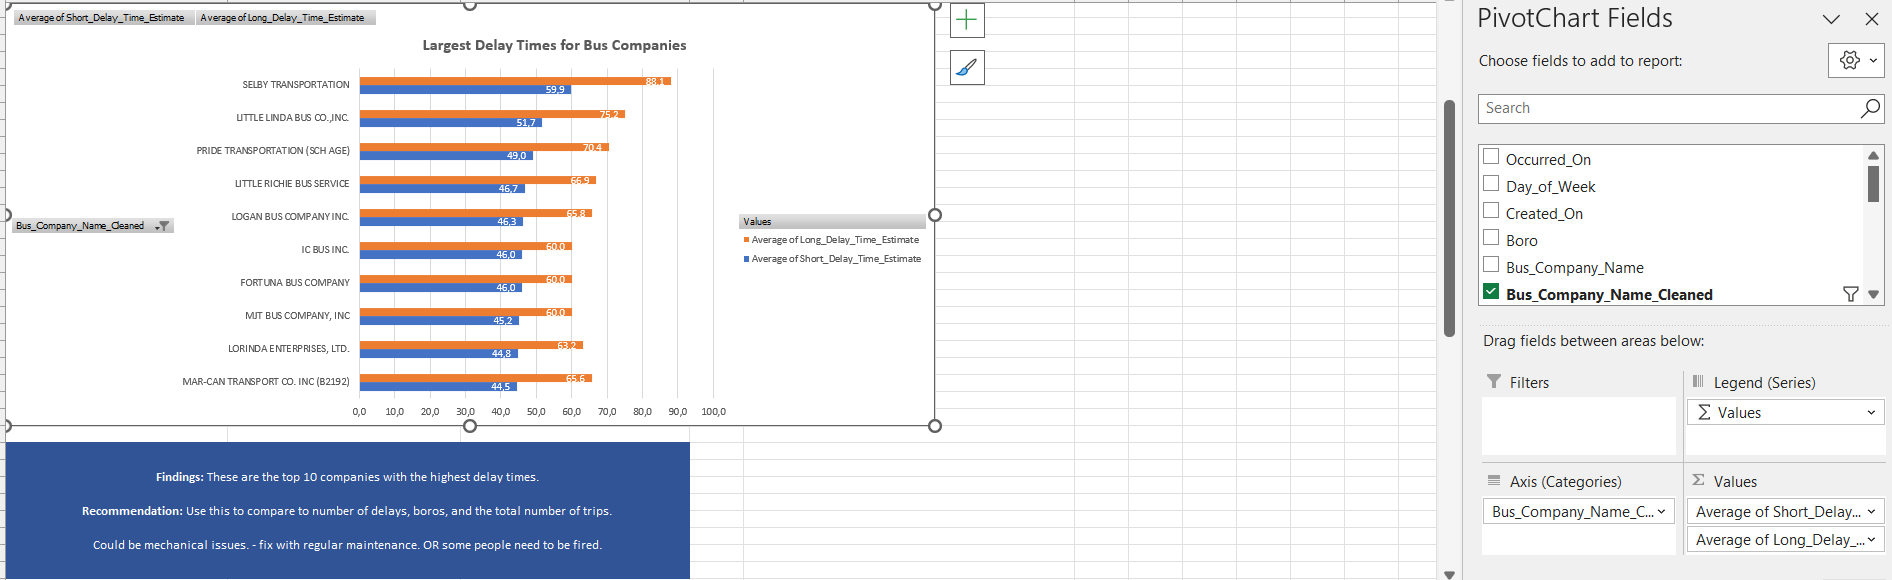 Average of Short_Delay_Time_Estimate Average of Long_Delay_Time_Estimate
Largest Delay Times for Bus Companies
SELBY TRANSPORTATION
88,1
59,9
LITTLE LINDA BUS CO.,INC.
75,2
51,7
PRIDE TRANSPORTATION (SCH AGE)
70,4
49,0
LITTLE RICHIE BUS SERVICE
66,9
46,7
LOGAN BUS COMPANY INC.
65,8
46,3
IC BUS INC.
60,0
46,0
FORTUNA BUS COMPANY
60,0
46,0
MJT BUS COMPANY, INC
60,0
45,2
LORINDA ENTERPRISES, LTD.
63,2
44,8
MAR-CAN TRANSPORT CO. INC (B2192)
65,6
44,5
0,0 10,0 20,0 30,0 40,0 50,0 60,0 70,0 80,0 90,0 100,0
Bus_Company_Name_Cleaned
Values
Average of Long_Delay_Time_Estimate
Average of Short_Delay_Time_Estimate
Findings: These are the top 10 companies with the highest delay times.
Recommendation: Use this to compare to number of delays, boros, and the total number of trips.
Could be mechanical issues. - fix with regular maintenance. OR some people need to be fired.
PivotChart Fields
Choose fields to add to report:
Search
Occurred_On
Day_of_Week
Created_On
Boro
Bus_Company_Name
Bus_Company_Name_Cleaned
Drag fields between areas below:
Filters
Legend (Series)
Σ Values
Axis (Categories)
Bus_Company_Name_C...
Σ Values
Average of Short_Delay...
Average of Long_Delay_...